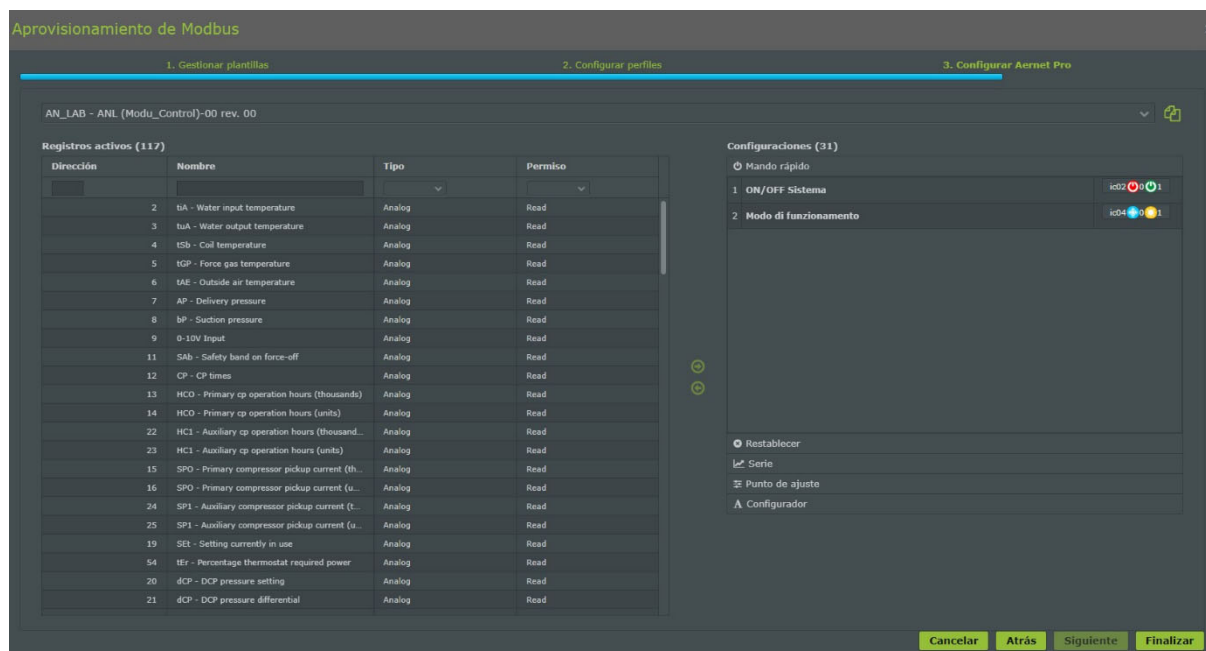 Aprovisionamiento de Modbus
1. Gestionar plantillas 2. Configurar perfiles 3. Configurar Aernet Pro
AN_LAB - ANL (Modu_Control)-00 rev. 00
Registros activos (117)
Dirección Nombre Tipo Permiso
2 tiA - Water input temperature Analog Read
3 tuA - Water output temperature Analog Read
4 tSb - Coil temperature Analog Read
5 tGP - Force gas temperature Analog Read
6 tAE - Outside air temperature Analog Read
7 AP - Delivery pressure Analog Read
8 bP - Suction pressure Analog Read
9 0-10V Input Analog Read
11 SAb - Safety band on force-off Analog Read
12 CP - CP times Analog Read
13 HCO - Primary cp operation hours (thousands) Analog Read
14 HCO - Primary cp operation hours (units) Analog Read
22 HC1 - Auxiliary cp operation hours (thousand... Analog Read
23 HC1 - Auxiliary cp operation hours (units) Analog Read
15 SPO - Primary compressor pickup current (th... Analog Read
16 SPO - Primary compressor pickup current (u... Analog Read
24 SP1 - Auxiliary compressor pickup current (t... Analog Read
25 SP1 - Auxiliary compressor pickup current (u... Analog Read
19 SEt - Setting currently in use Analog Read
54 tEr - Percentage thermostat required power Analog Read
20 dCP - DCP pressure setting Analog Read
21 dCP - DCP pressure differential Analog Read
Configuraciones (31)
Mando rápido
1 ON/OFF Sistema ic02 0 1
2 Modo di funzionamento ic04 0 1
Restablecer
Serie
Punto de ajuste
Configurador
Cancelar Atrás Siguiente Finalizar